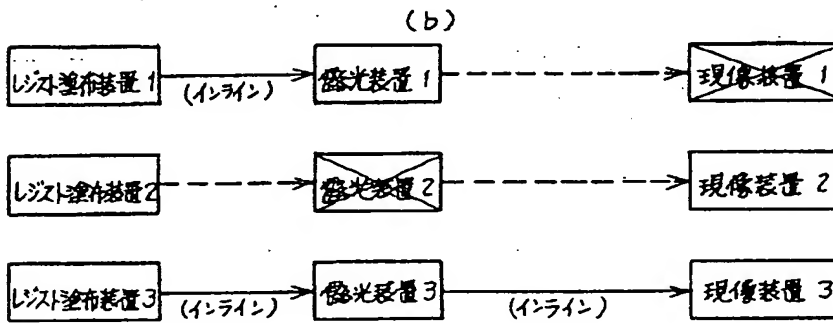 (b)
レジスト塗布装置1
(インライン)
露光装置1
現像装置1
レジスト塗布装置2
露光装置2
現像装置2
レジスト塗布装置3
(インライン)
露光装置3
(インライン)
現像装置3